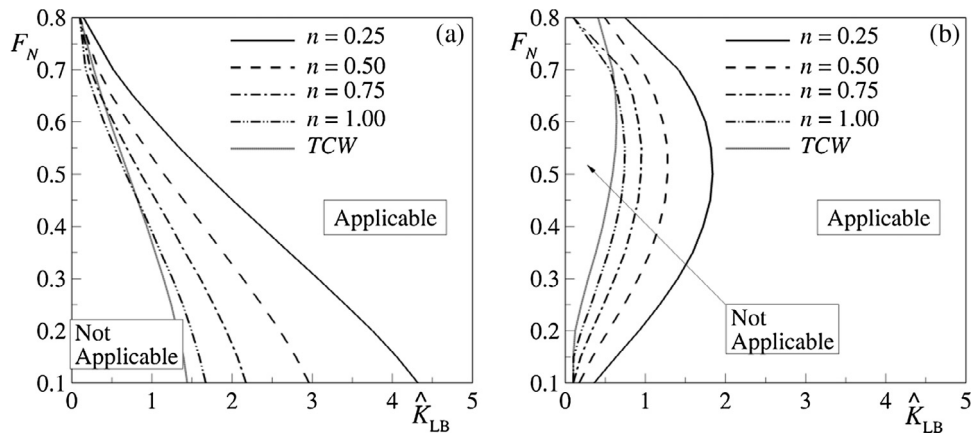 0.8
F_N
0.7
0.6
0.5
0.4
0.3
0.2
0.1
(a)
n = 0.25
n = 0.50
n = 0.75
n = 1.00
TCW
Applicable
Not
Applicable
0 1 2 3 4 5
K̂_LB
0.8
F_N
0.7
0.6
0.5
0.4
0.3
0.2
0.1
(b)
n = 0.25
n = 0.50
n = 0.75
n = 1.00
TCW
Applicable
Not
Applicable
0 1 2 3 4 5
K̂_LB